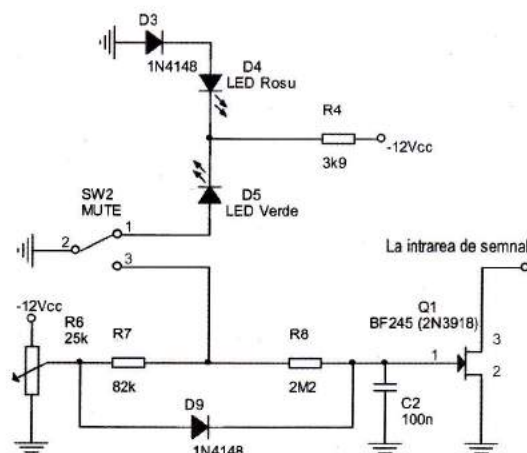 D3
1N4148
D4
LED Rosu
R4
-12Vcc
3k9
D5
LED Verde
SW2
MUTE
1
2
3
La intrarea de semnal
-12Vcc
R6
25k
R7
82k
R8
2M2
Q1
BF245 (2N3918)
1
3
2
C2
100n
D9
1N4148